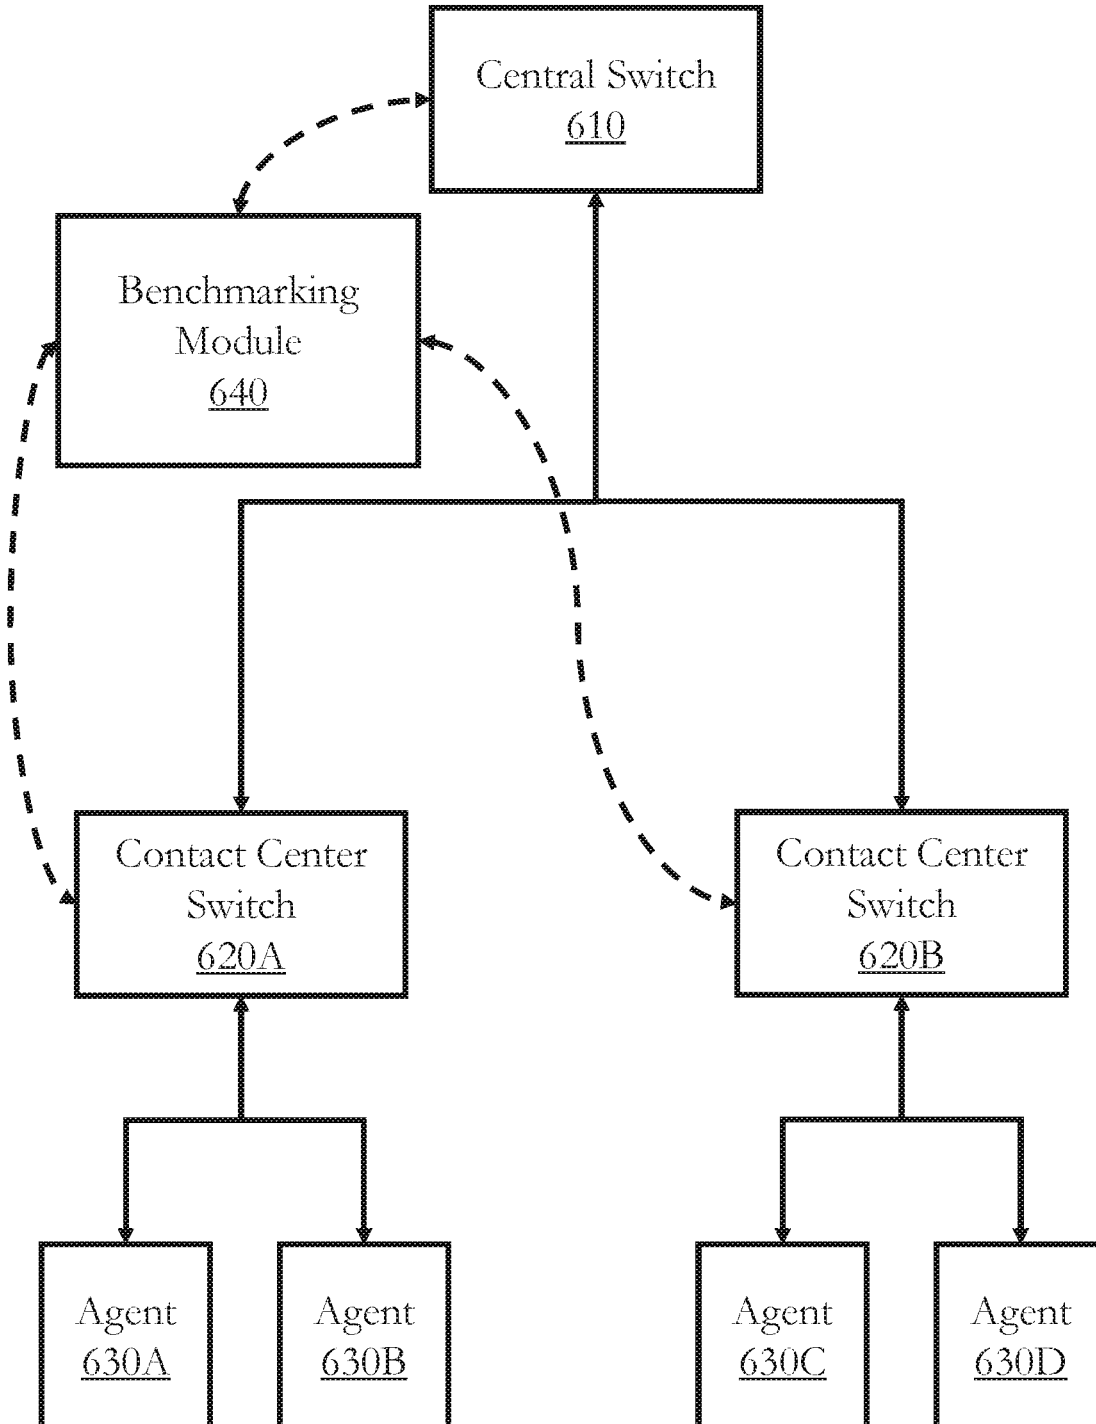 Central Switch
610
Benchmarking
Module
640
Contact Center
Switch
620A
Contact Center
Switch
620B
Agent
630A
Agent
630B
Agent
630C
Agent
630D